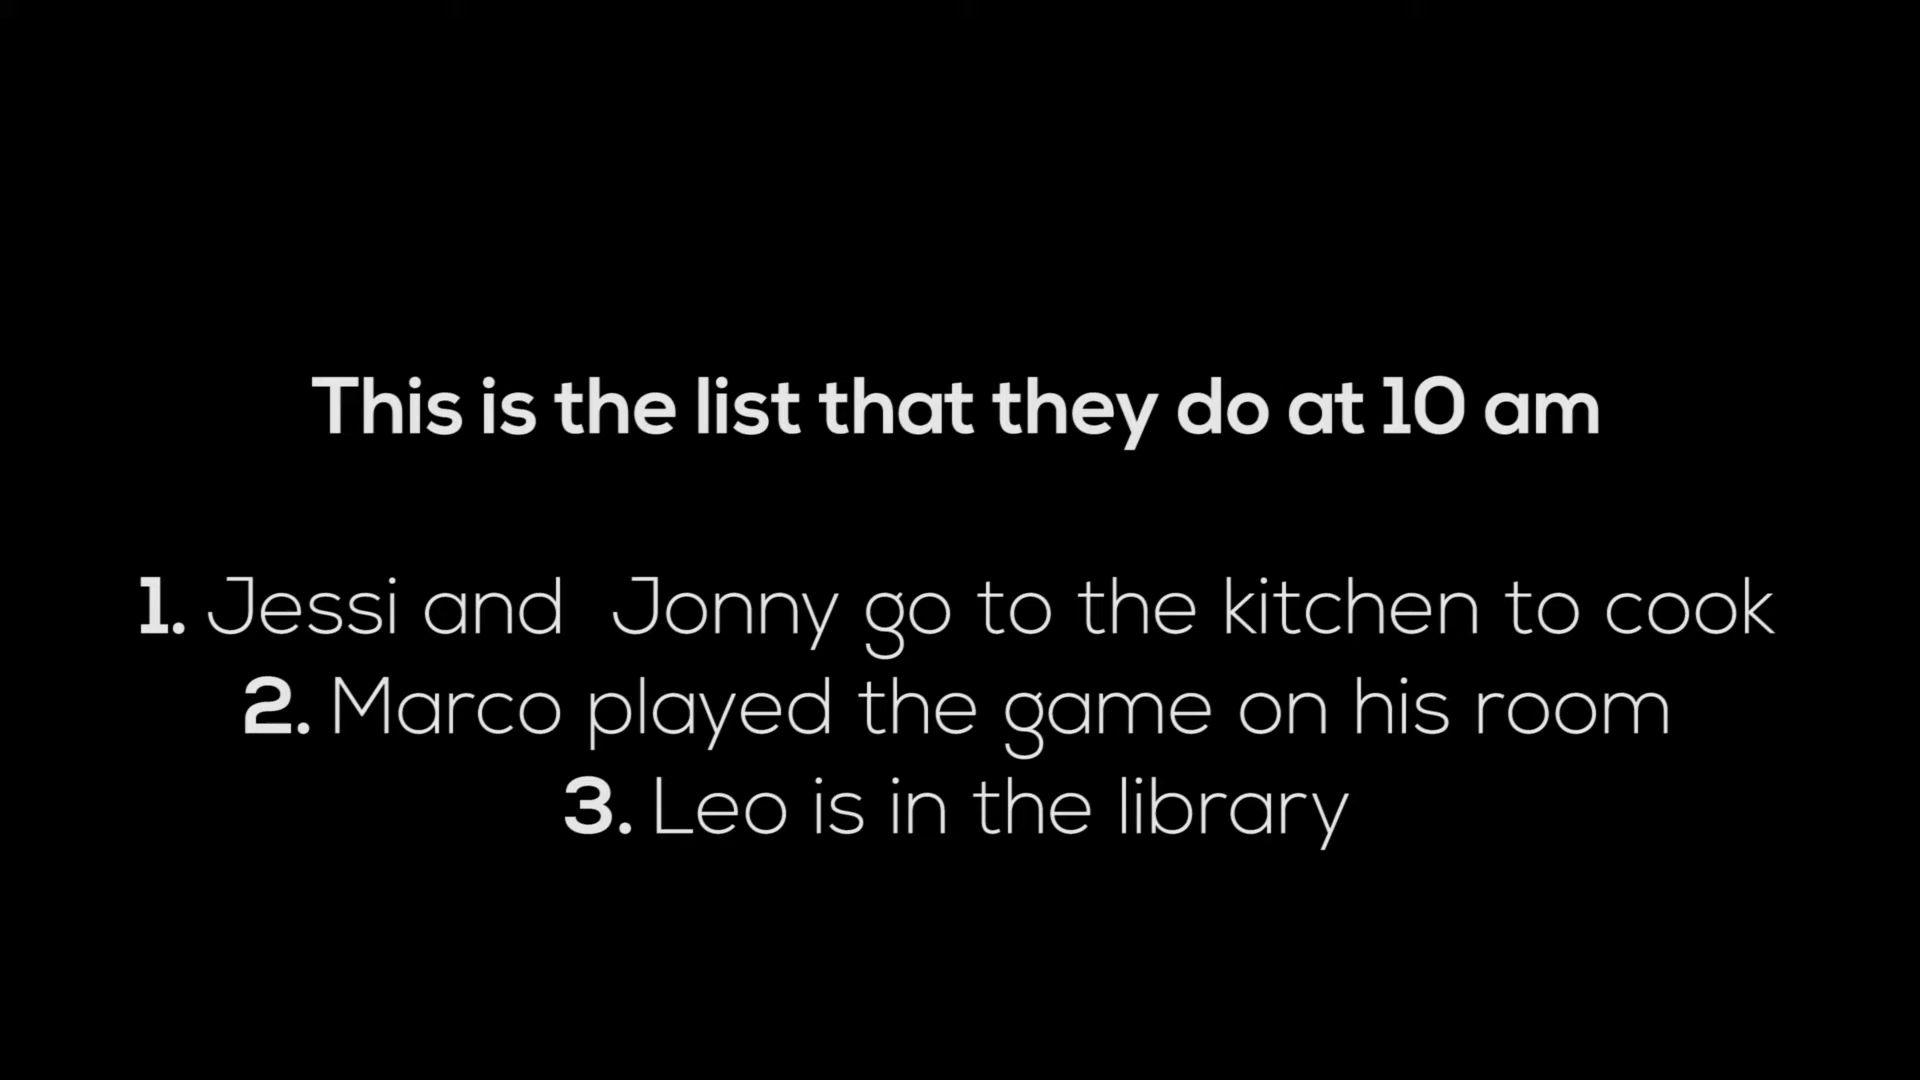 This is the list that they do at 10 am
1. Jessi and  Jonny go to the kitchen to cook
2. Marco played the game on his room
3. Leo is in the library